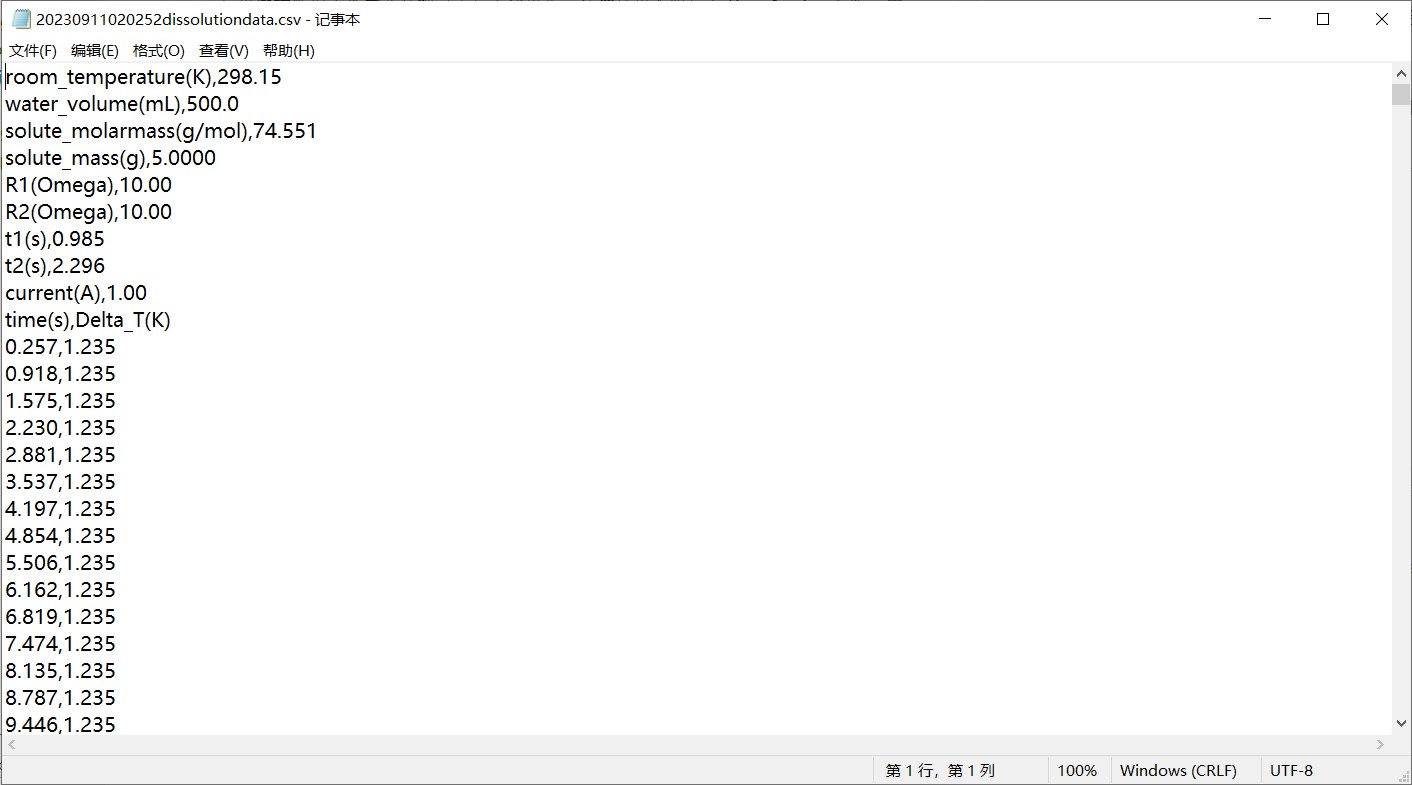 20230911020252dissolutiondata.csv - 记事本
文件(F) 编辑(E) 格式(O) 查看(V) 帮助(H)
room_temperature(K),298.15
water_volume(mL),500.0
solute_molarmass(g/mol),74.551
solute_mass(g),5.0000
R1(Omega),10.00
R2(Omega),10.00
t1(s),0.985
t2(s),2.296
current(A),1.00
time(s),Delta_T(K)
0.257,1.235
0.918,1.235
1.575,1.235
2.230,1.235
2.881,1.235
3.537,1.235
4.197,1.235
4.854,1.235
5.506,1.235
6.162,1.235
6.819,1.235
7.474,1.235
8.135,1.235
8.787,1.235
9.446,1.235
第 1 行，第 1 列 100% Windows (CRLF) UTF-8